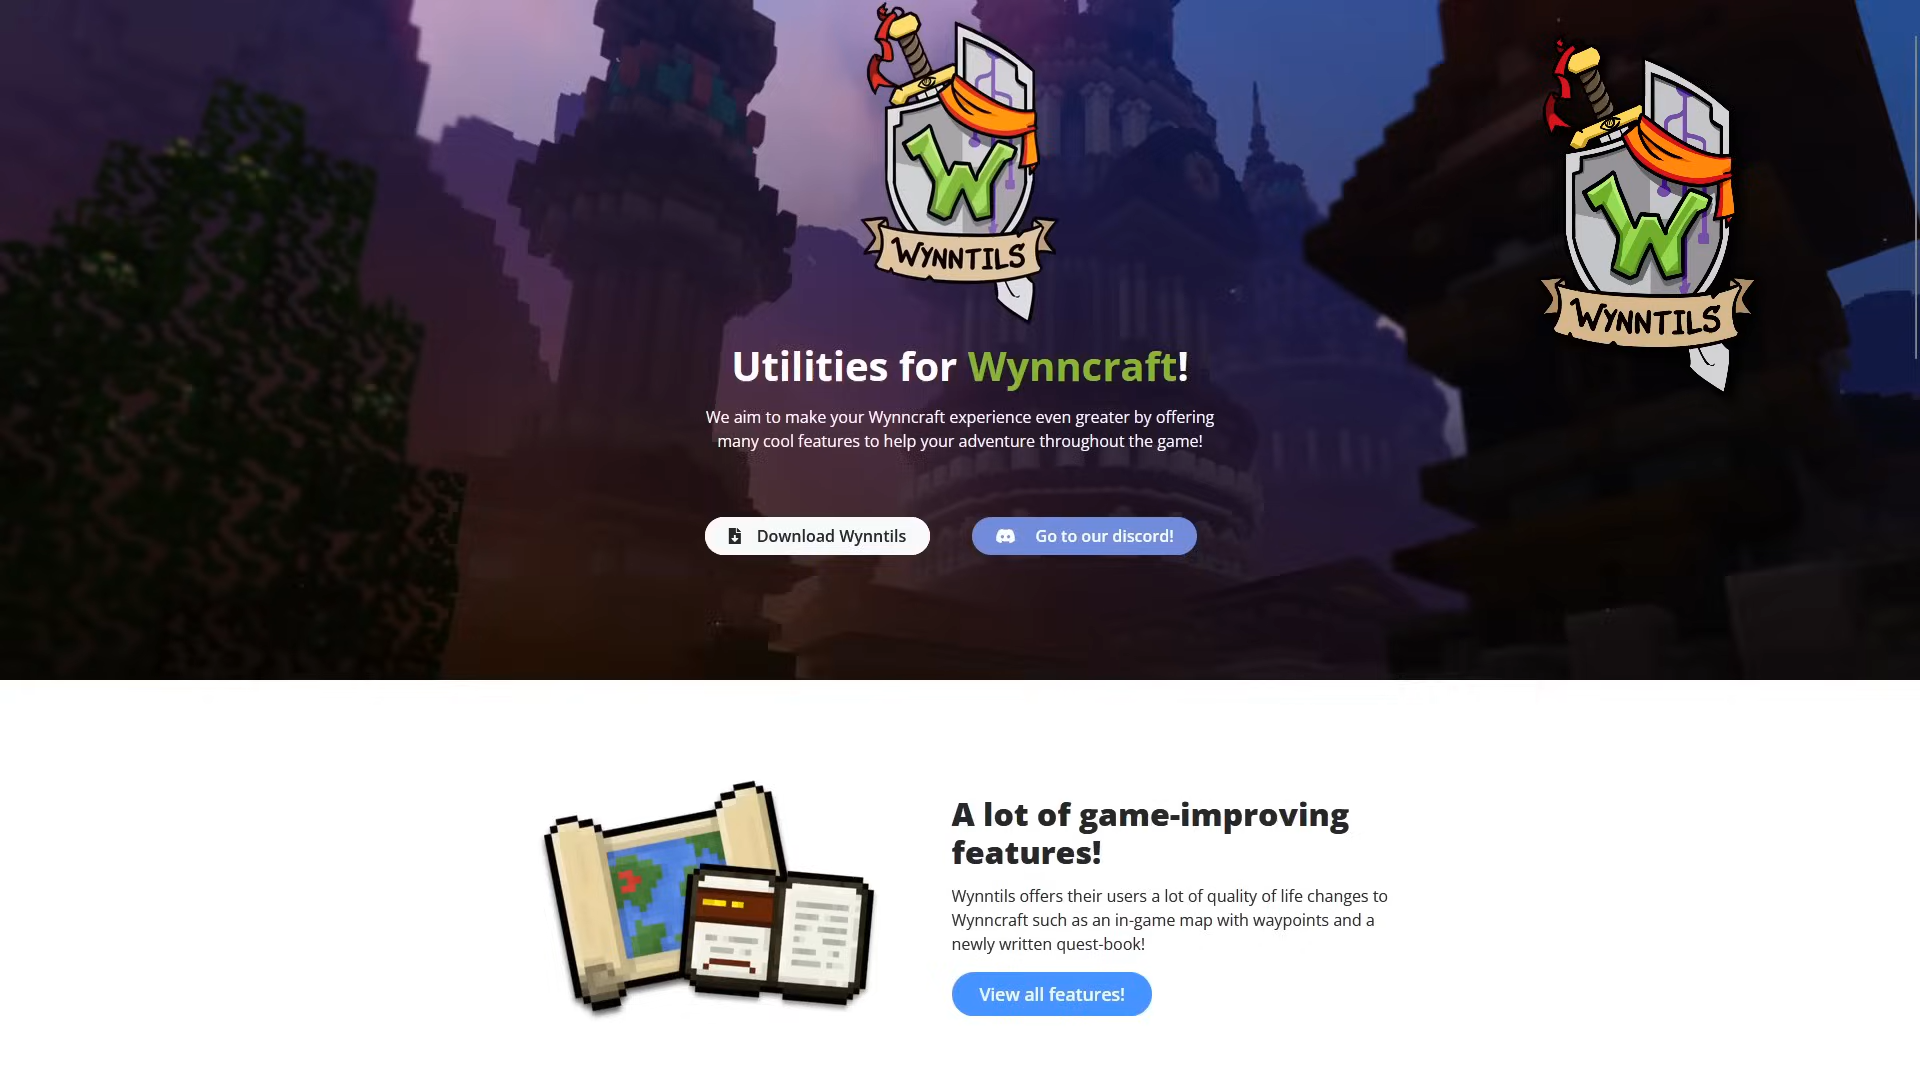 W
WYNNTILS
W
WYNNTILS
Utilities for Wynncraft!
We aim to make your Wynncraft experience even greater by offering
many cool features to help your adventure throughout the game!
Download Wynntils
Go to our discord!
A lot of game-improving
features!
Wynntils offers their users a lot of quality of life changes to
Wynncraft such as an in-game map with waypoints and a
newly written quest-book!
View all features!